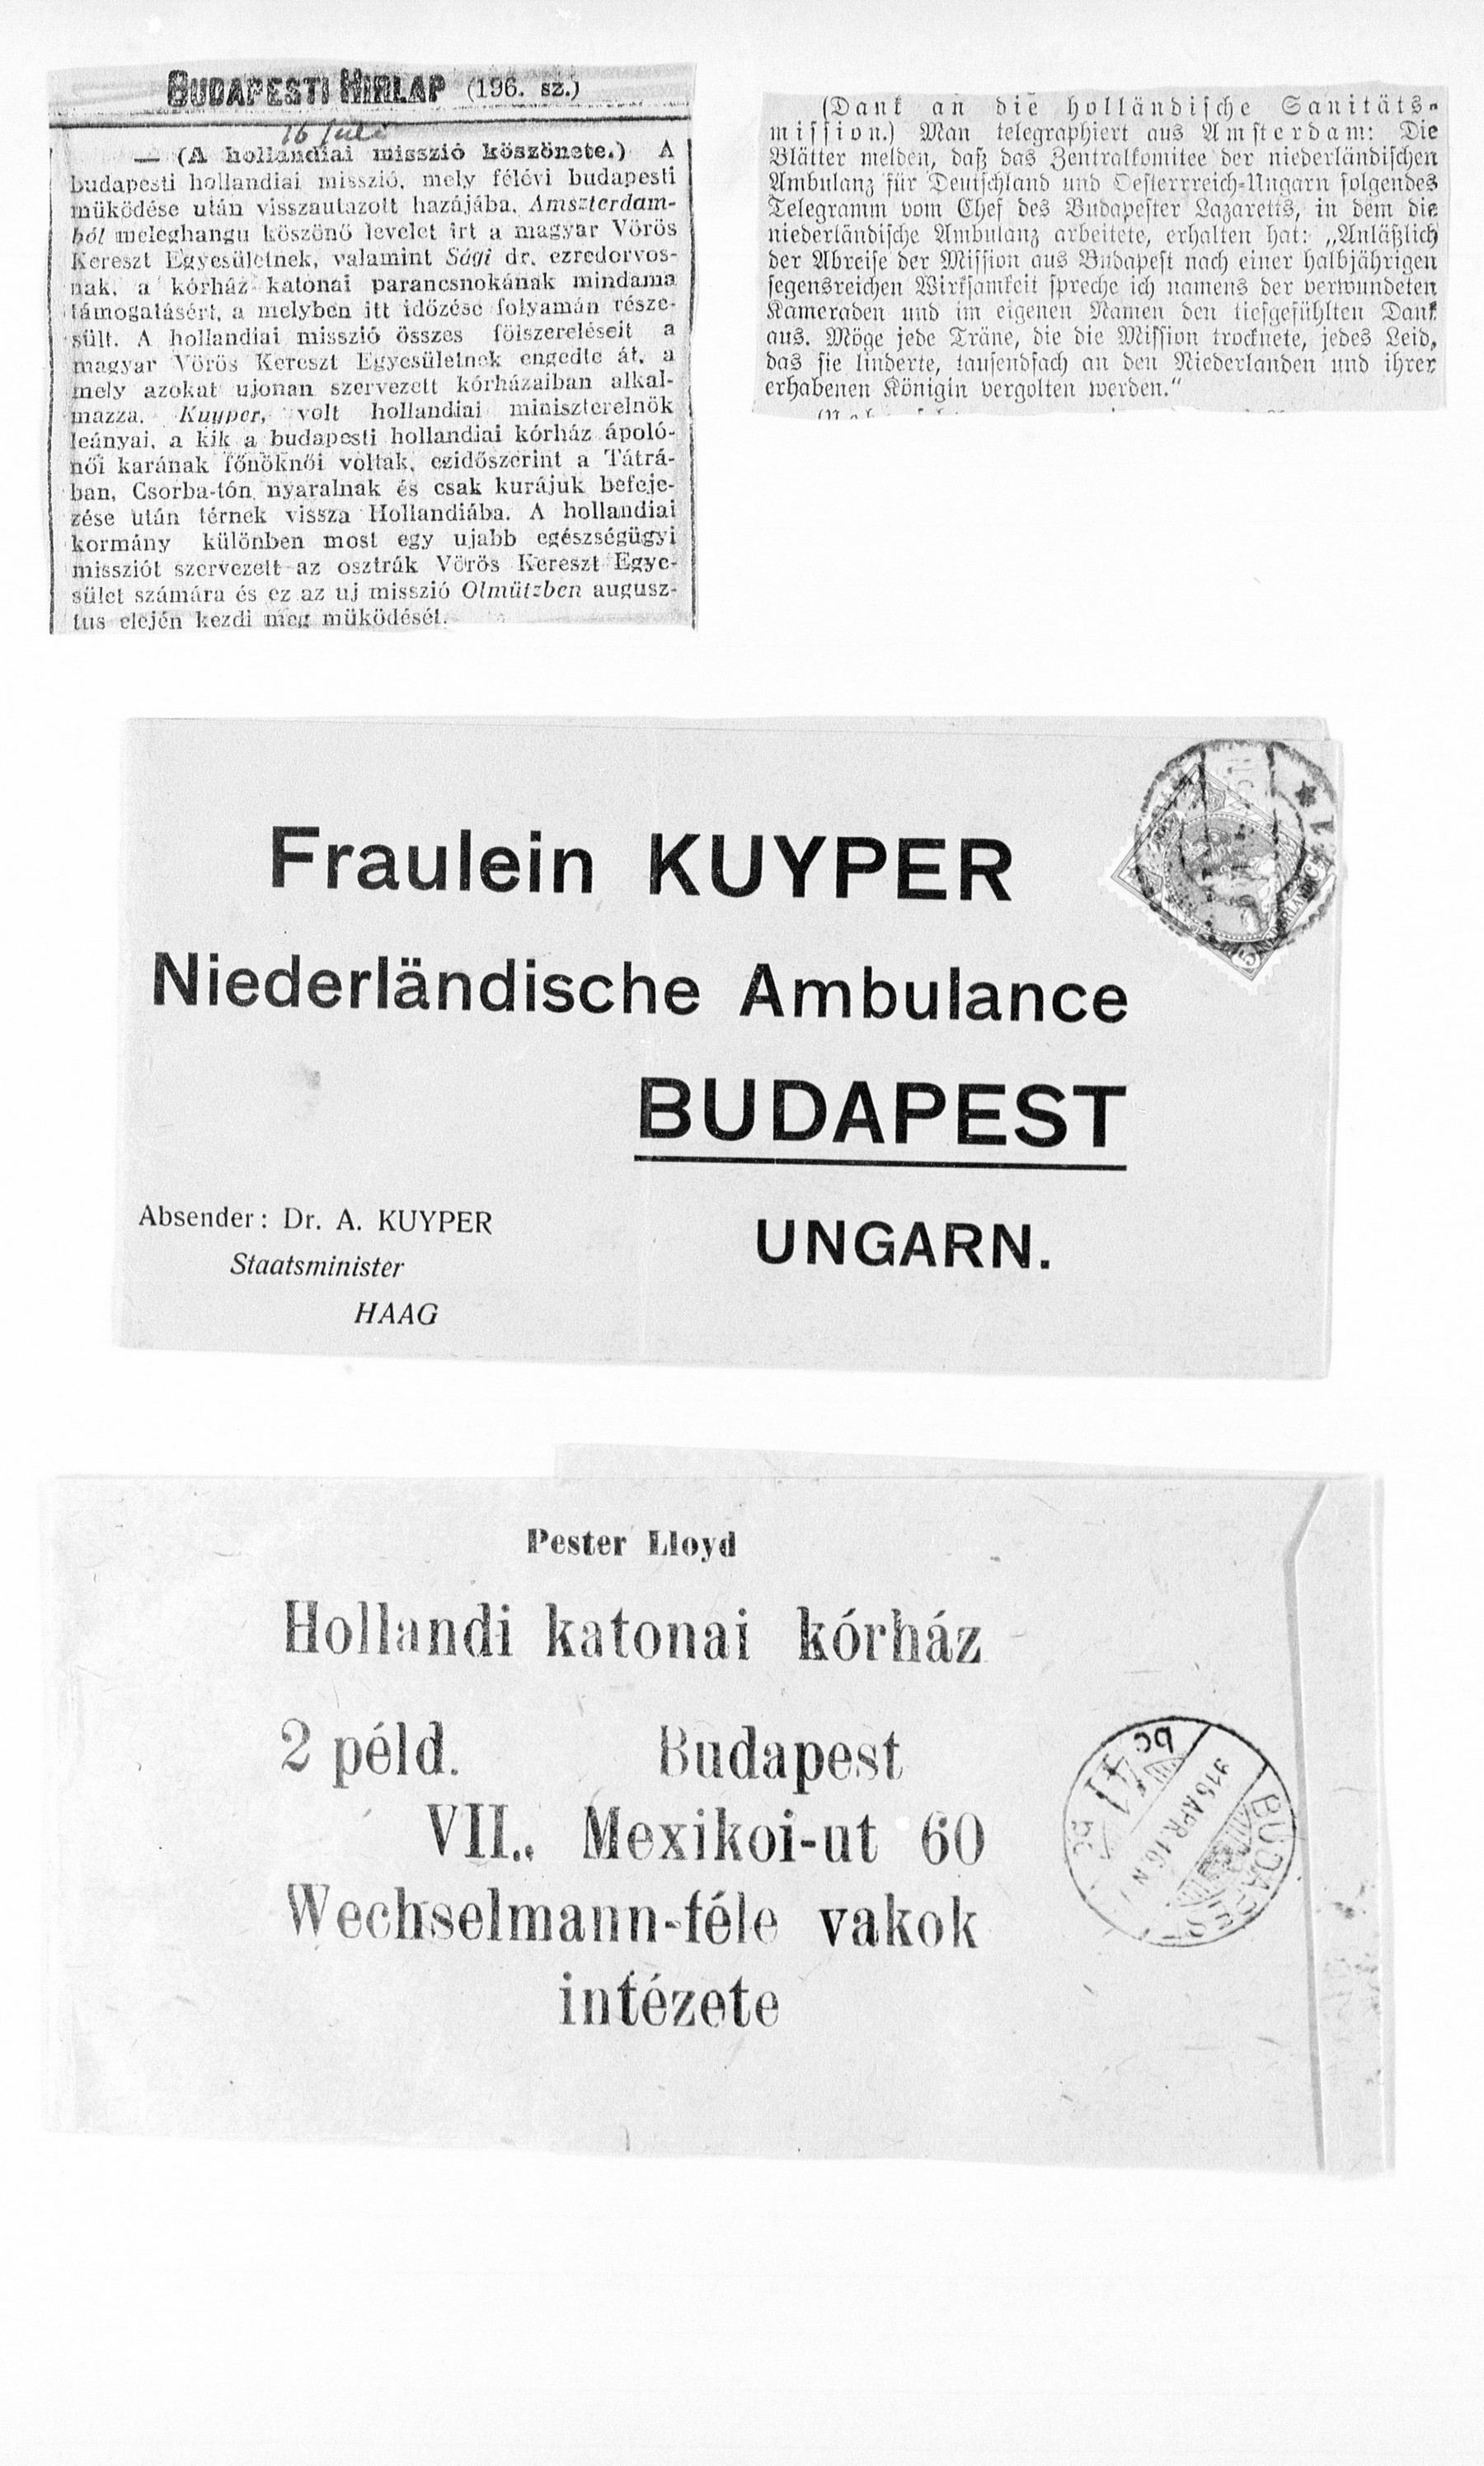 BUDAPESTI HIRLAP (196. sz.)
16 Juli
— (A hollandiai misszió köszönete.) A
budapesti hollandiai misszió, mely félévi budapesti
müködése után visszautazott hazájába, Amszterdam-
ból meleghangu köszönő levelet irt a magyar Vörös
Kereszt Egyesületnek, valamint Sági dr. ezredorvos-
nak, a kórház katonai parancsnokának mindama
támogatásért, a melyben itt időzése folyamán része-
sült. A hollandiai misszió összes fölszereléseit a
magyar Vörös Kereszt Egyesületnek engedte át, a
mely azokat ujonan szervezett kórházaiban alkal-
mazza. Kuyper, volt hollandiai miniszterelnök
leányai, a kik a budapesti hollandiai kórház ápoló-
női karának főnöknői voltak, ezidőszerint a Tátrá-
ban, Csorba-tón nyaralnak és csak kurájuk befeje-
zése után térnek vissza Hollandiába. A hollandiai
kormány különben most egy ujabb egészségügyi
missziót szervezett az osztrák Vörös Kereszt Egye-
sület számára és ez az uj misszió Olmützben augusz-
tus elején kezdi meg müködését.
(Dank an die holländische Sanitäts-
mission.) Man telegraphiert aus Amsterdam: Die
Blätter melden, daß das Zentralkomitee der niederländischen
Ambulanz für Deutschland und Oesterrreich-Ungarn folgendes
Telegramm vom Chef des Budapester Lazaretts, in dem die
niederländische Ambulanz arbeitete, erhalten hat: „Anläßlich
der Abreise der Mission aus Budapest nach einer halbjährigen
segensreichen Wirksamkeit spreche ich namens der verwundeten
Kameraden und im eigenen Namen den tiefgefühlten Dank
aus. Möge jede Träne, die die Mission trocknete, jedes Leid,
das sie linderte, tausendfach an den Niederlanden und ihrer
erhabenen Königin vergolten werden."
Fraulein KUYPER
Niederländische Ambulance
BUDAPEST
UNGARN.
Absender: Dr. A. KUYPER
Staatsminister
HAAG
Pester Lloyd
Hollandi katonai kórház
2 péld. Budapest
VII., Mexikoi-ut 60
Wechselmann-féle vakok
intézete
BUDAPEST
915 APR. 16 N